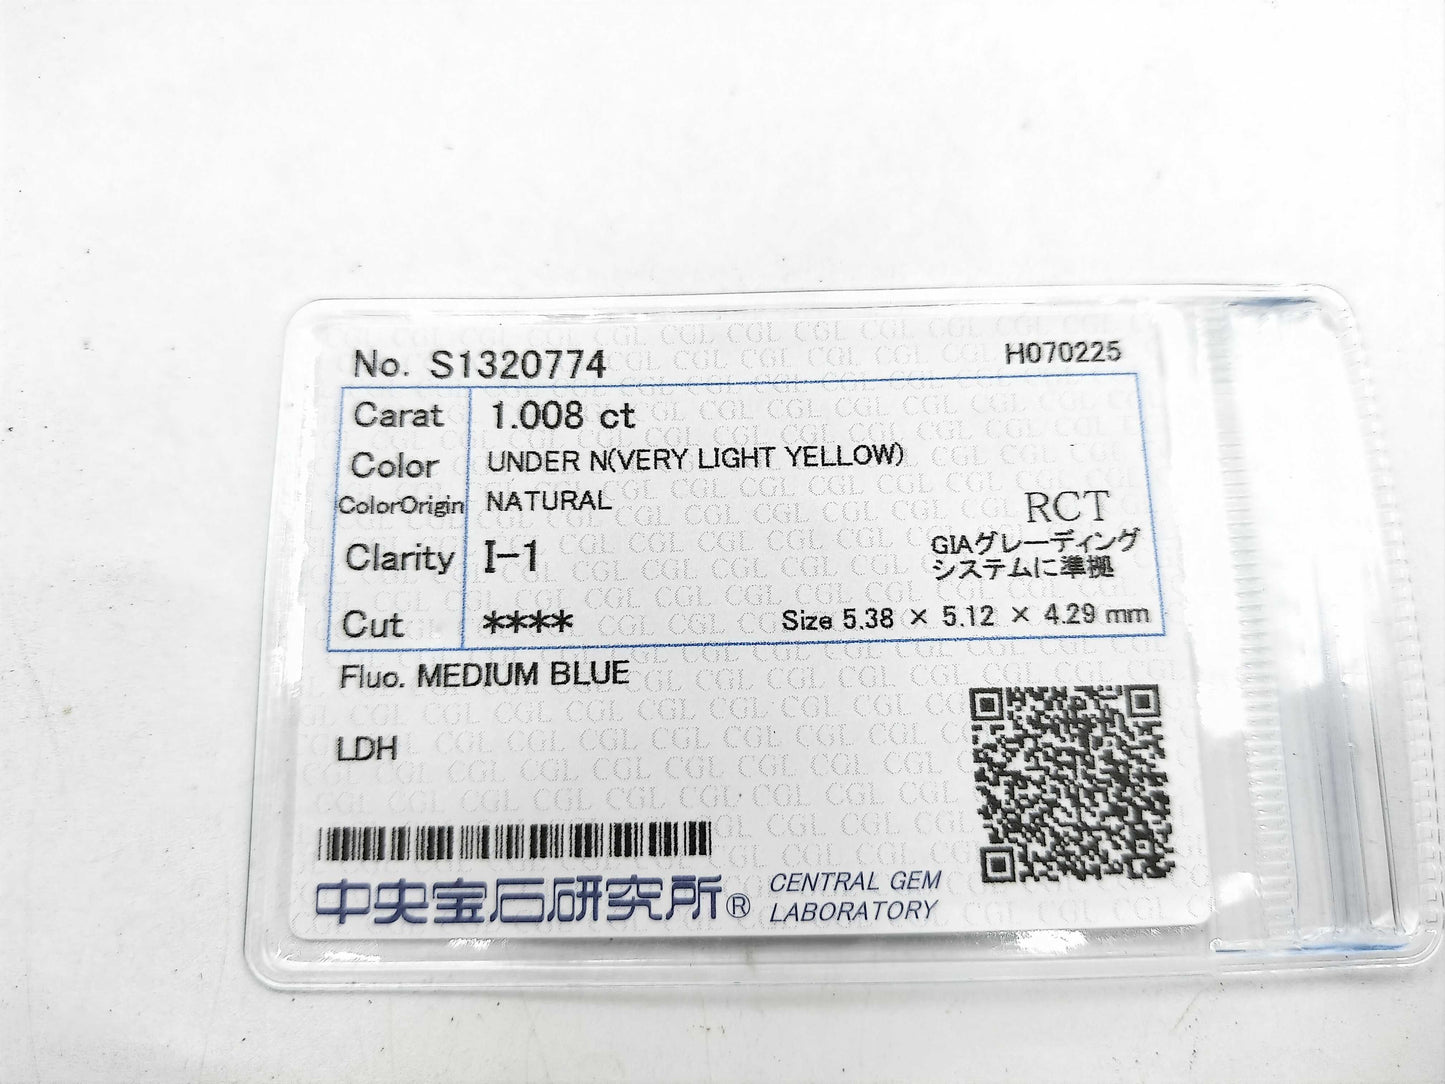 No. S1320774
H070225
Carat 1.008 ct
Color UNDER N(VERY LIGHT YELLOW)
ColorOrigin NATURAL
RCT
Clarity I-1
GIAグレーディング
システムに準拠
Cut ****
Size 5.38 × 5.12 × 4.29 mm
Fluo. MEDIUM BLUE
LDH
中央宝石研究所® CENTRAL GEM
LABORATORY